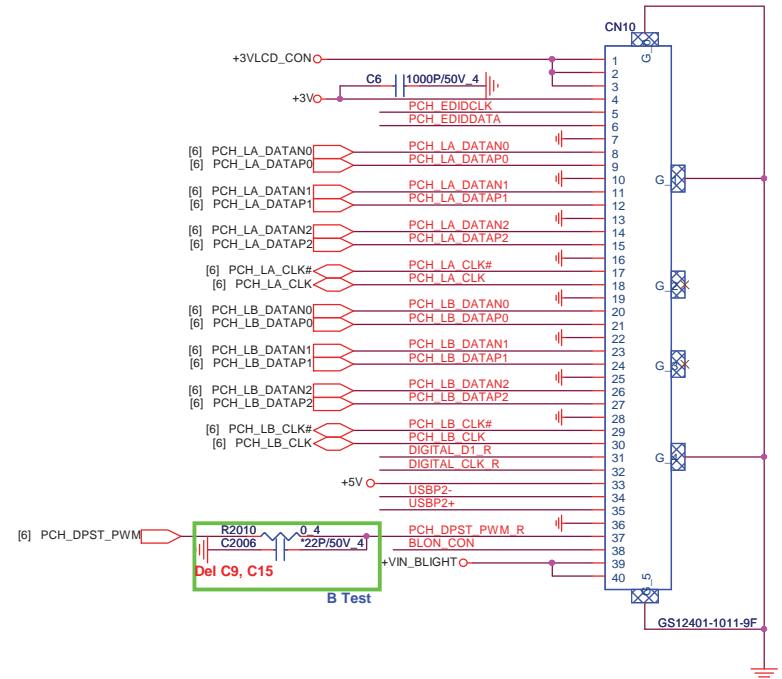 CN10
G_0
+3VLCD_CON 1
2
C6 1000P/50V_4 3
+3V 4
PCH_EDIDCLK 5
PCH_EDIDDATA 6
7
[6] PCH_LA_DATAN0 PCH_LA_DATAN0 8
[6] PCH_LA_DATAP0 PCH_LA_DATAP0 9
10 G_1
[6] PCH_LA_DATAN1 PCH_LA_DATAN1 11
[6] PCH_LA_DATAP1 PCH_LA_DATAP1 12
13
[6] PCH_LA_DATAN2 PCH_LA_DATAN2 14
[6] PCH_LA_DATAP2 PCH_LA_DATAP2 15
16
[6] PCH_LA_CLK# PCH_LA_CLK# 17
[6] PCH_LA_CLK PCH_LA_CLK 18 G_2
19
[6] PCH_LB_DATAN0 PCH_LB_DATAN0 20
[6] PCH_LB_DATAP0 PCH_LB_DATAP0 21
22
[6] PCH_LB_DATAN1 PCH_LB_DATAN1 23
[6] PCH_LB_DATAP1 PCH_LB_DATAP1 24 G_3
25
[6] PCH_LB_DATAN2 PCH_LB_DATAN2 26
[6] PCH_LB_DATAP2 PCH_LB_DATAP2 27
28
[6] PCH_LB_CLK# PCH_LB_CLK# 29
[6] PCH_LB_CLK PCH_LB_CLK 30
DIGITAL_D1_R 31 G_4
DIGITAL_CLK_R 32
+5V 33
USBP2- 34
USBP2+ 35
36
[6] PCH_DPST_PWM R2010 0_4 PCH_DPST_PWM_R 37
C2006 *22P/50V_4 BLON_CON 38
Del C9, C15 +VIN_BLIGHT 39
40
G_5
B Test
GS12401-1011-9F